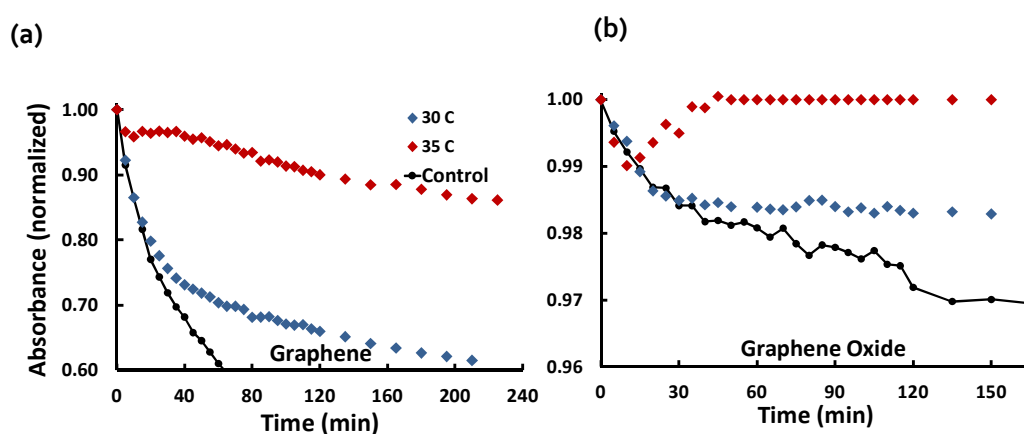 (a)
(b)
Absorbance (normalized)
1.00
0.90
0.80
0.70
0.60
30 C
35 C
Control
Graphene
0 40 80 120 160 200 240
Time (min)
1.00
0.99
0.98
0.97
0.96
Graphene Oxide
0 30 60 90 120 150
Time (min)